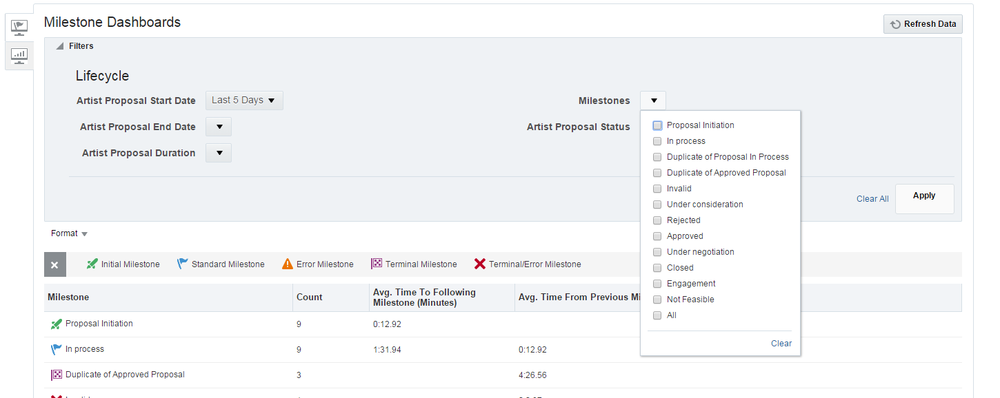 Milestone Dashboards
Refresh Data
Filters
Lifecycle
Artist Proposal Start Date Last 5 Days
Artist Proposal End Date
Artist Proposal Duration
Milestones
Artist Proposal Status
Proposal Initiation
In process
Duplicate of Proposal In Process
Duplicate of Approved Proposal
Invalid
Under consideration
Rejected
Approved
Under negotiation
Closed
Engagement
Not Feasible
All
Clear
Clear All Apply
Format
Initial Milestone Standard Milestone Error Milestone Terminal Milestone Terminal/Error Milestone
Milestone Count Avg. Time To Following Milestone (Minutes) Avg. Time From Previous
Proposal Initiation 9 0:12.92
In process 9 1:31.94 0:12.92
Duplicate of Approved Proposal 3 4:26.56